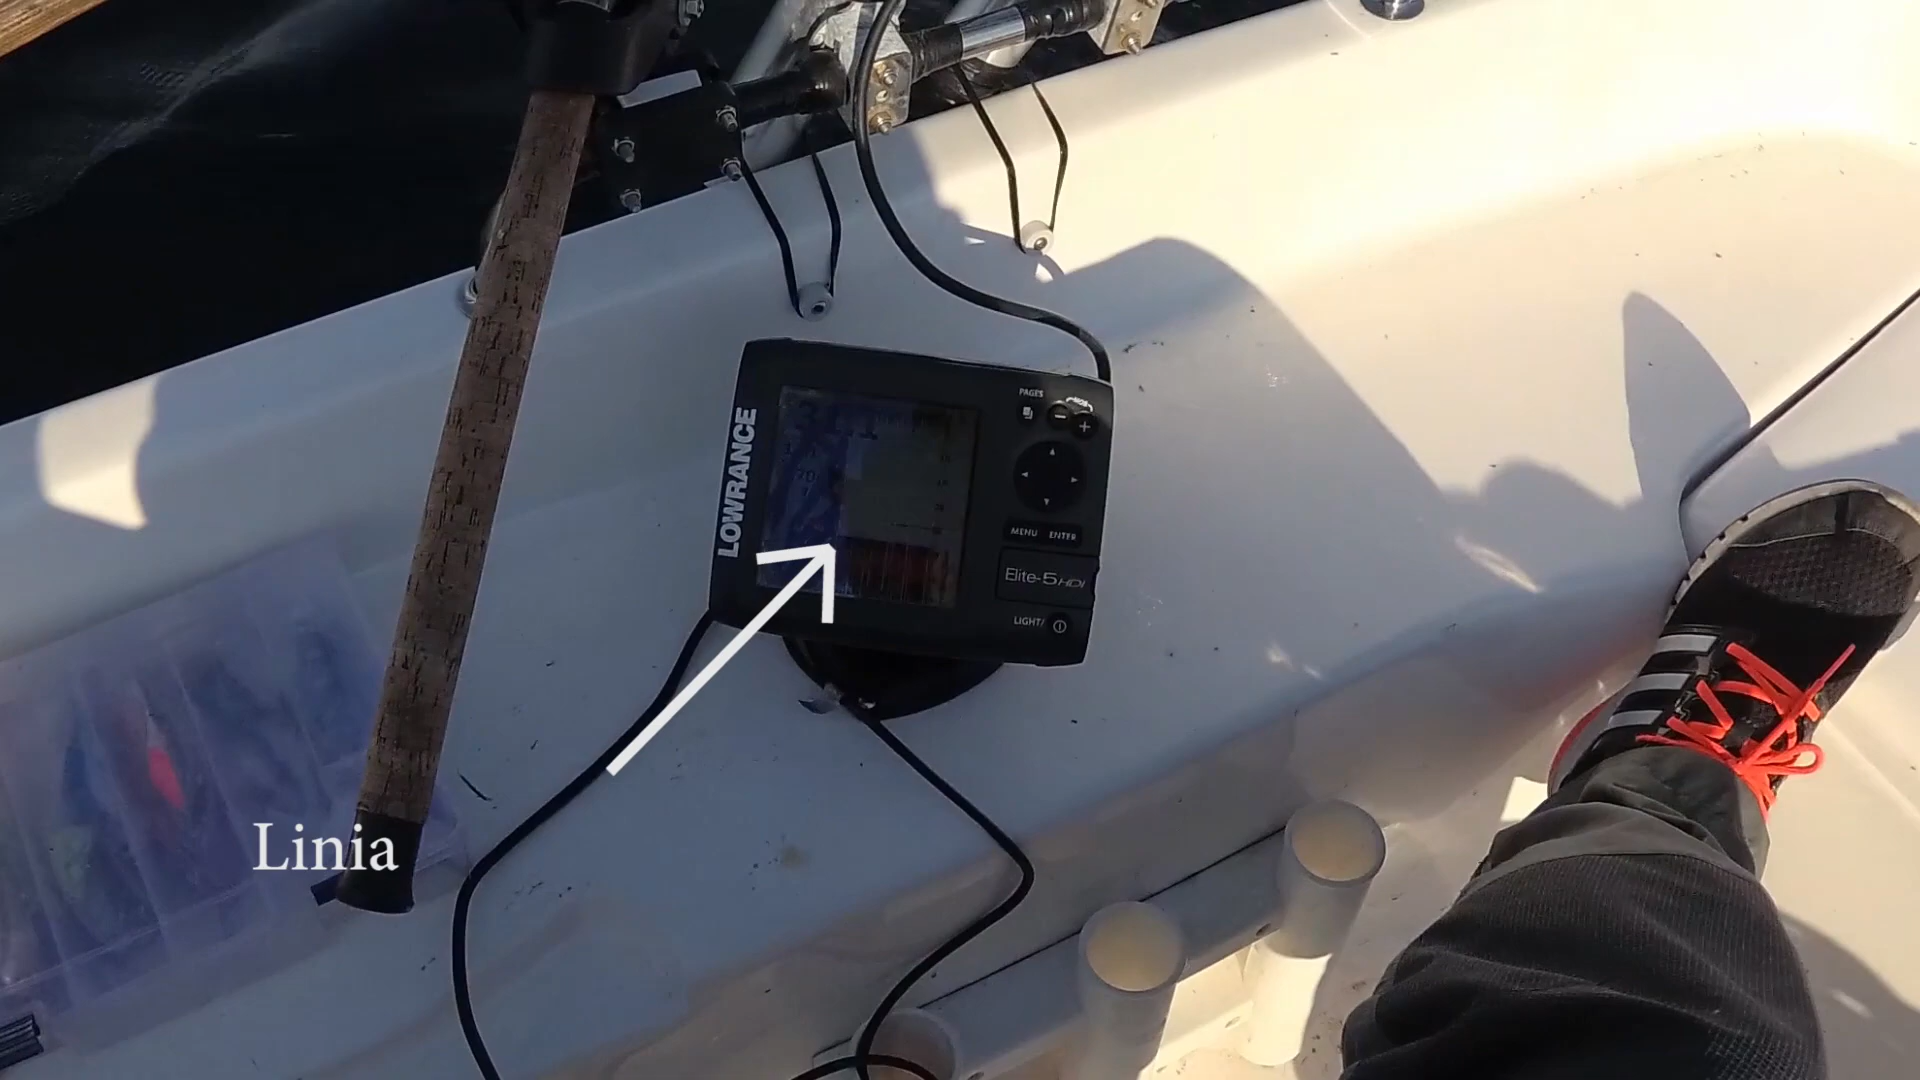 LOWRANCE
PAGES
MENU ENTER
Elite-5 HDI
LIGHT/
Linia